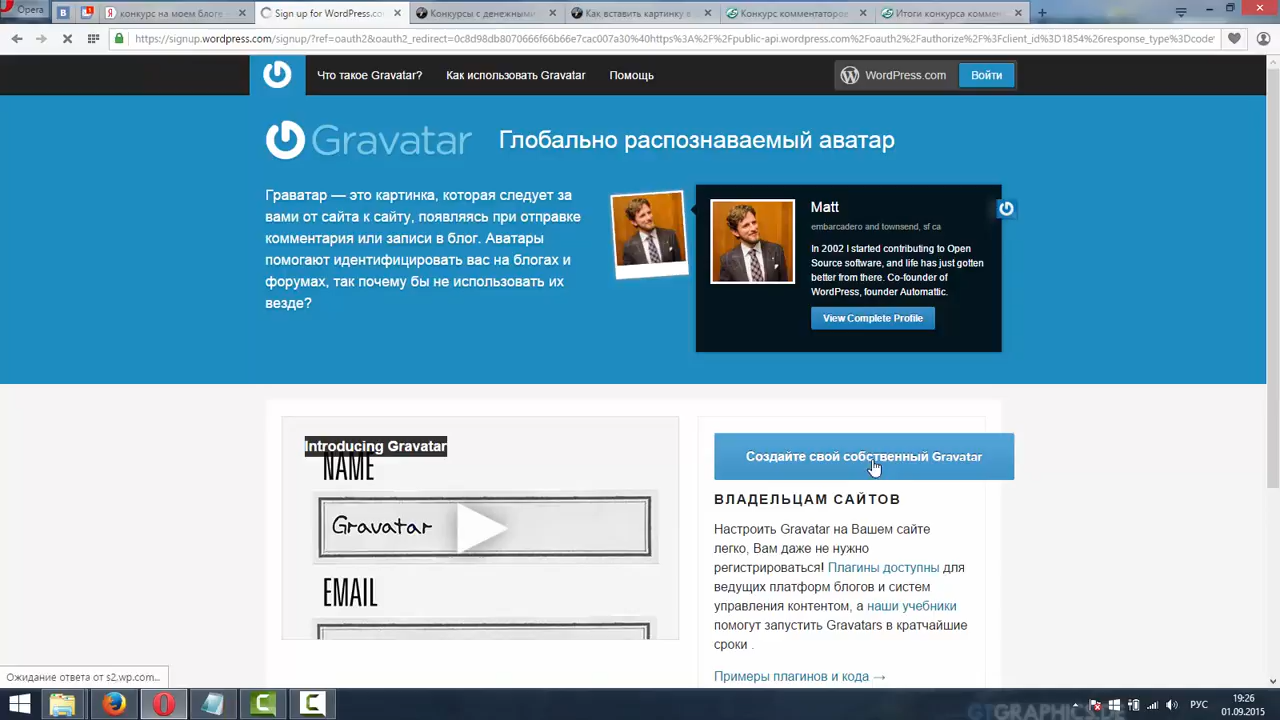 Opera
конкурс на моем блоге
Sign up for WordPress.co
Конкурсы с денежными
Как вставить картинку в
Конкурс комментаторов
Итоги конкурса коммен
https://signup.wordpress.com/signup/?ref=oauth2&oauth2_redirect=0c8d98db8070666f66b66e7cac007a30%40https%3A%2F%2Fpublic-api.wordpress.com%2Foauth2%2Fauthorize%3Fclient_id%3D1854%26response_type%3Dcode
Что такое Gravatar?
Как использовать Gravatar
Помощь
WordPress.com
Войти
Gravatar
Глобально распознаваемый аватар
Граватар — это картинка, которая следует за
вами от сайта к сайту, появляясь при отправке
комментария или записи в блог. Аватары
помогают идентифицировать вас на блогах и
форумах, так почему бы не использовать их
везде?
Matt
embarcadero and townsend, sf ca
In 2002 I started contributing to Open
Source software, and life has just gotten
better from there. Co-founder of
WordPress, founder Automattic.
View Complete Profile
Introducing Gravatar
NAME
Gravatar
EMAIL
Создайте свой собственный Gravatar
ВЛАДЕЛЬЦАМ САЙТОВ
Настроить Gravatar на Вашем сайте
легко, Вам даже не нужно
регистрироваться! Плагины доступны для
ведущих платформ блогов и систем
управления контентом, а наши учебники
помогут запустить Gravatars в кратчайшие
сроки .
Примеры плагинов и кода →
Ожидание ответа от s2.wp.com...
РУС
19:26
01.09.2015
GTGRAPHICS.DE